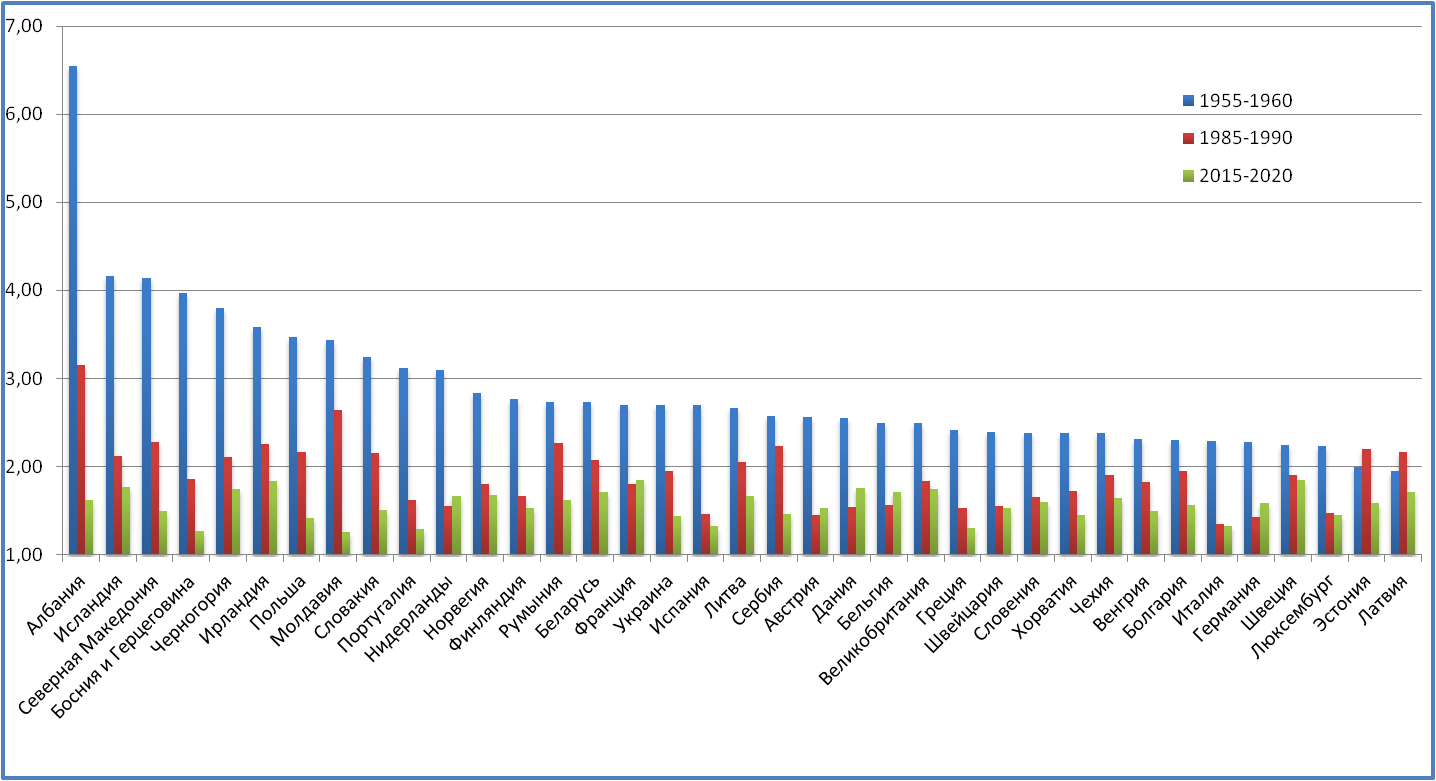 7,00
6,00
5,00
4,00
3,00
2,00
1,00
1955-1960
1985-1990
2015-2020
Албания
Исландия
Северная Македония
Босния и Герцеговина
Черногория
Ирландия
Польша
Молдавия
Словакия
Португалия
Нидерланды
Норвегия
Финляндия
Румыния
Беларусь
Франция
Украина
Испания
Литва
Сербия
Австрия
Дания
Бельгия
Великобритания
Греция
Швейцария
Словения
Хорватия
Чехия
Венгрия
Болгария
Италия
Германия
Швеция
Люксембург
Эстония
Латвия